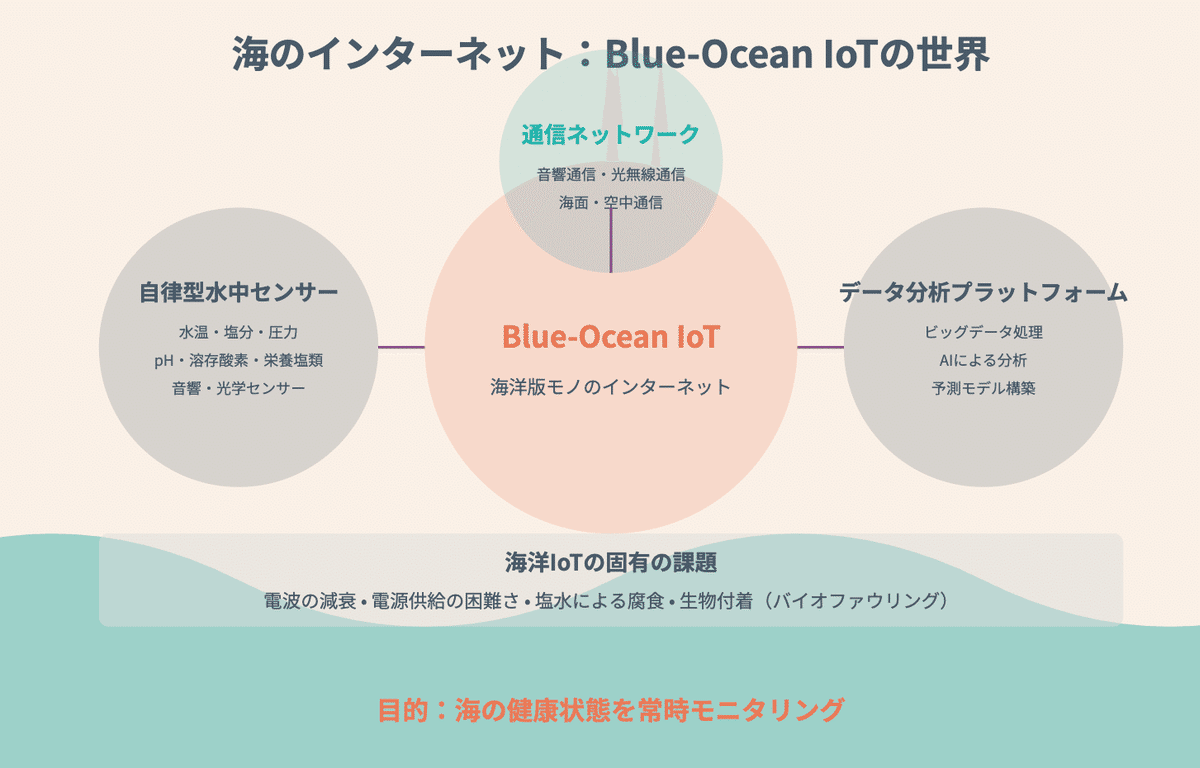 海のインターネット：Blue-Ocean IoTの世界
通信ネットワーク
音響通信・光無線通信
海面・空中通信
自律型水中センサー
水温・塩分・圧力
pH・溶存酸素・栄養塩類
音響・光学センサー
Blue-Ocean IoT
海洋版モノのインターネット
データ分析プラットフォーム
ビッグデータ処理
AIによる分析
予測モデル構築
海洋IoTの固有の課題
電波の減衰 • 電源供給の困難さ • 塩水による腐食 • 生物付着（バイオファウリング）
目的：海の健康状態を常時モニタリング